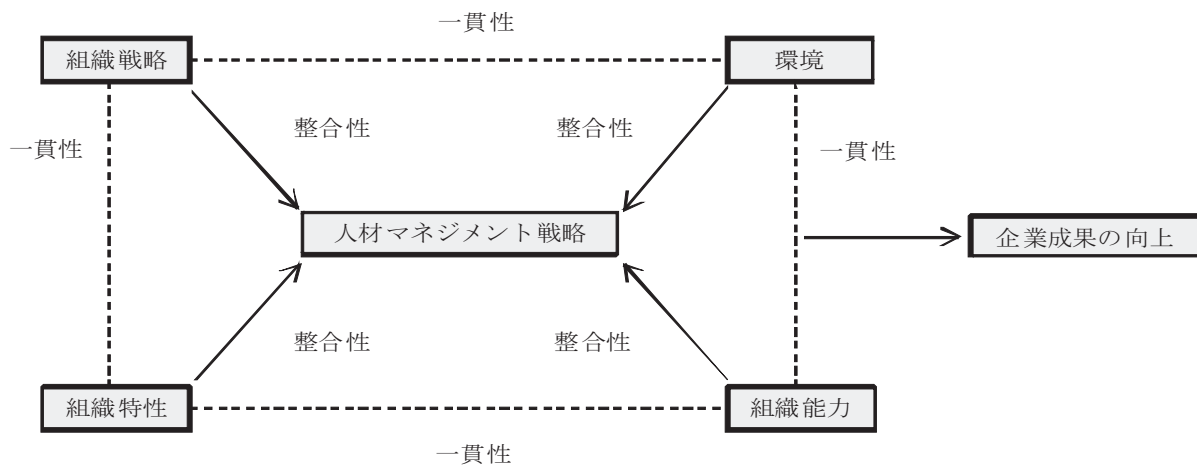 一貫性
組織戦略
環境
整合性
整合性
一貫性
一貫性
人材マネジメント戦略
企業成果の向上
整合性
整合性
組織特性
組織能力
一貫性